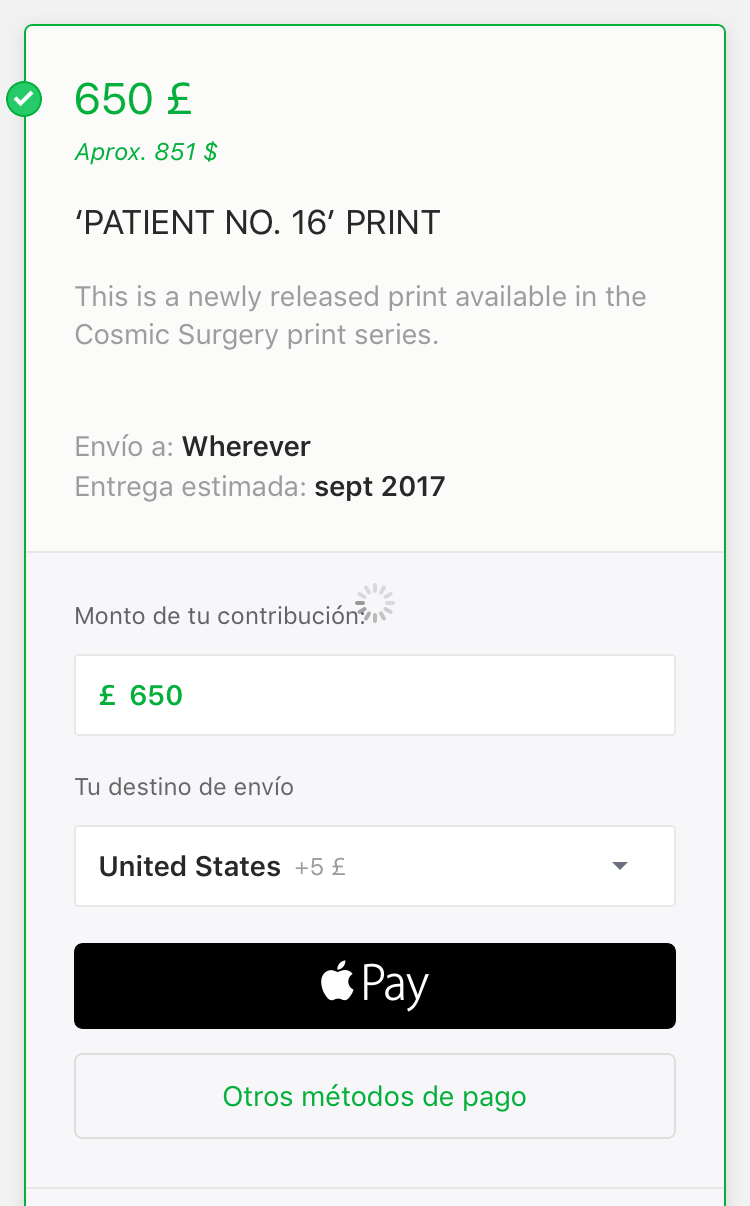 650 £
Aprox. 851 $
‘PATIENT NO. 16’ PRINT
This is a newly released print available in the
Cosmic Surgery print series.
Envío a: Wherever
Entrega estimada: sept 2017
Monto de tu contribución:
£ 650
Tu destino de envío
United States +5 £
Pay
Otros métodos de pago